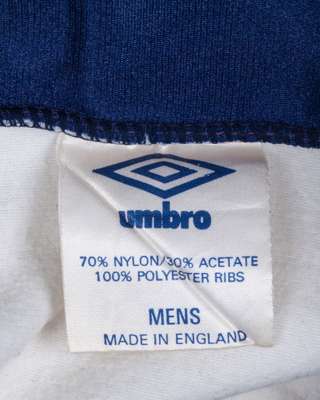 umbro
70% NYLON/30% ACETATE
100% POLYESTER RIBS
MENS
MADE IN ENGLAND